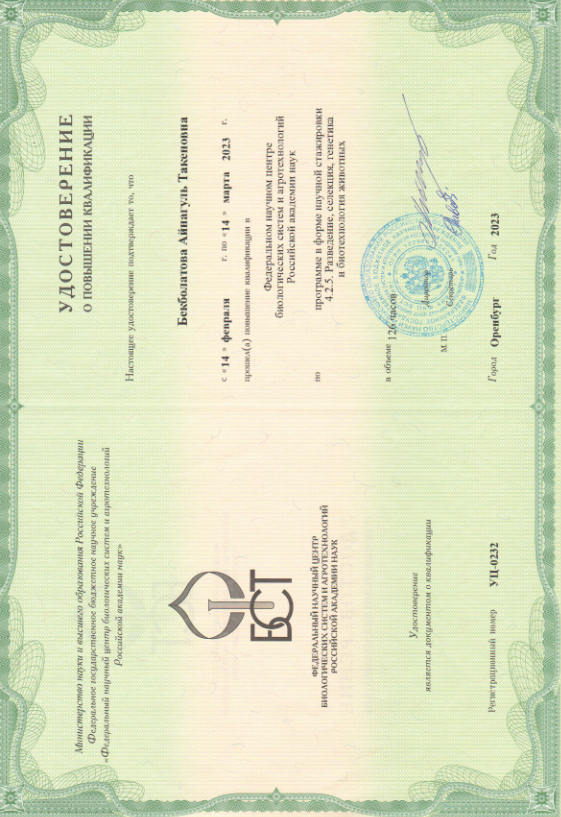 Министерство науки и высшего образования Российской Федерации
Федеральное государственное бюджетное научное учреждение
«Федеральный научный центр биологических систем и агротехнологий
Российской академии наук»
БСТ
ФЕДЕРАЛЬНЫЙ НАУЧНЫЙ ЦЕНТР
БИОЛОГИЧЕСКИХ СИСТЕМ И АГРОТЕХНОЛОГИЙ
РОССИЙСКОЙ АКАДЕМИИ НАУК
Удостоверение
является документом о квалификации
Регистрационный номер УЦ-0232
УДОСТОВЕРЕНИЕ
О ПОВЫШЕНИИ КВАЛИФИКАЦИИ
Настоящее удостоверение подтверждает то, что
Бекболатова Айнагуль Такеновна
с «14 » февраля г. по «14 » марта 2023 г.
прошел(а) повышение квалификации в
Федеральном научном центре
биологических систем и агротехнологий
Российской академии наук
по программе в форме научной стажировки
4.2.5. Разведение, селекция, генетика
и биотехнология животных
в объеме 126 часов
Директор
М. П.
Секретарь
Город Оренбург Год 2023